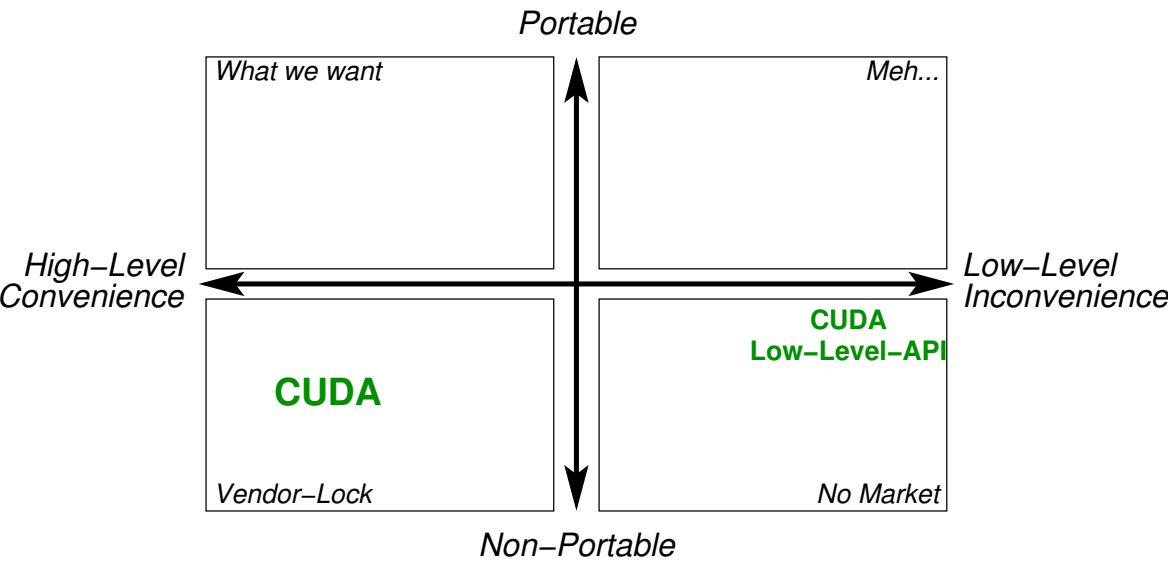 Portable
What we want
Meh...
High–Level
Convenience
Low–Level
Inconvenience
CUDA
Low–Level–API
CUDA
Vendor–Lock
No Market
Non–Portable